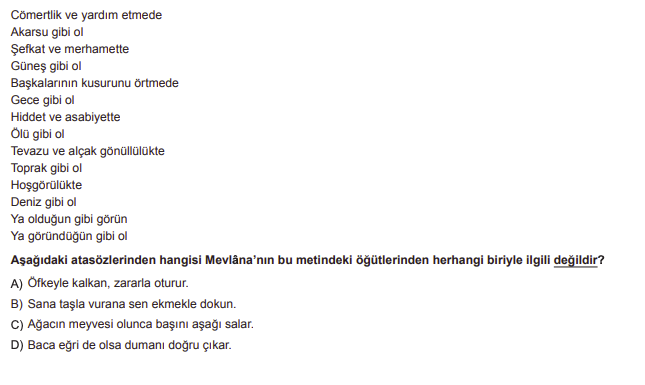 Cömertlik ve yardım etmede
Akarsu gibi ol
Şefkat ve merhamette
Güneş gibi ol
Başkalarının kusurunu örtmede
Gece gibi ol
Hiddet ve asabiyette
Ölü gibi ol
Tevazu ve alçak gönüllülükte
Toprak gibi ol
Hoşgörülükte
Deniz gibi ol
Ya olduğun gibi görün
Ya göründüğün gibi ol
Aşağıdaki atasözlerinden hangisi Mevlâna’nın bu metindeki öğütlerinden herhangi biriyle ilgili değildir?
A) Öfkeyle kalkan, zararla oturur.
B) Sana taşla vurana sen ekmekle dokun.
C) Ağacın meyvesi olunca başını aşağı salar.
D) Baca eğri de olsa dumanı doğru çıkar.